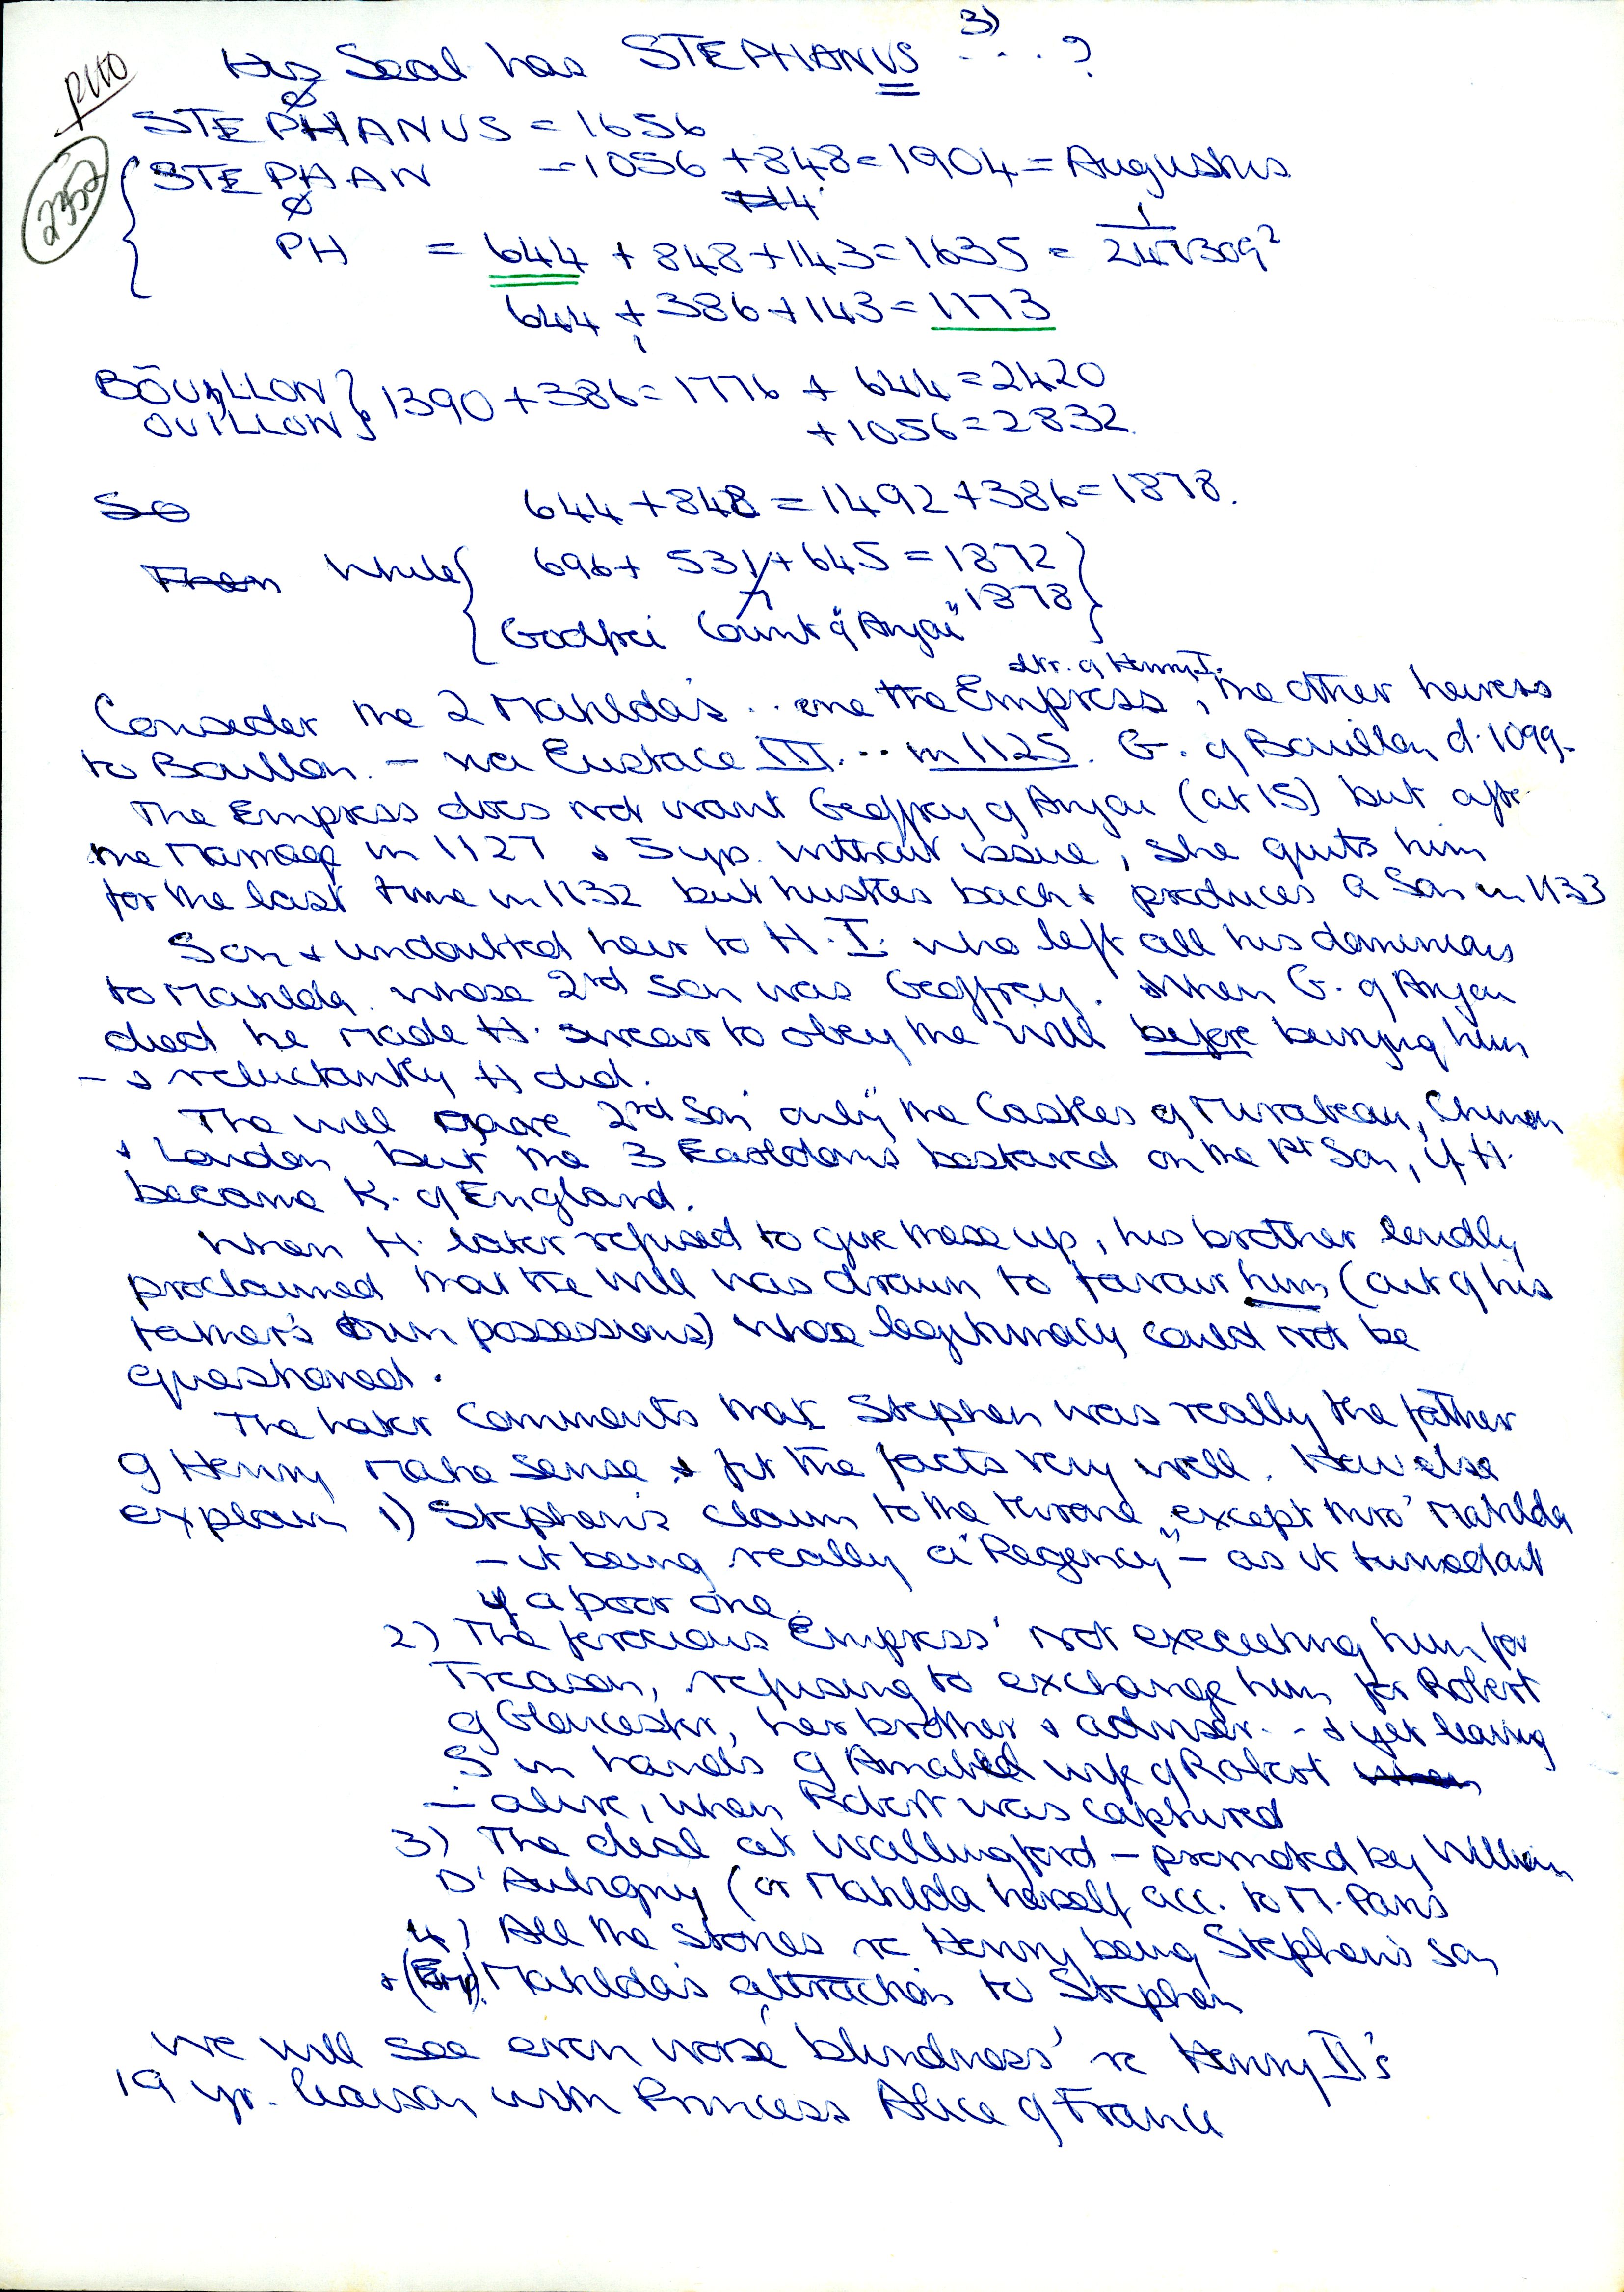 3)
His Seal has STEPHANUS ...?
PTO
Ø
STEPHANUS = 1656
2352
STEPHAN - 1056 + 848 = 1904 = Augustus
Ø
PH = 644 + 848 + 143 = 1635 =
644 + 386 + 143 = 1173
BOUILLON
OUILLON } 1390 + 386 = 1776 + 644 = 2420
+ 1056 = 2832.
So 644 + 848 = 1492 + 386 = 1878.
Then While { 696 + 531 + 645 = 1872
1878 }
Godfrei Count of "Anjou"
dtr. of Henry I.
Consider the 2 Matilda's .. one the Empress, the other heiress
to Boullon. - via Eustace III... m 1125. G. of Bouillon d. 1099.
The Empress does not want Geoffrey of Anjou (at 15) but after
the Marriage in 1127 & 5 yrs. without issue, she quits him
for the last time in 1132 but hustles back & produces a Son in 1133
Son & undoubted heir to H. I. who left all his dominions
to Matilda. whose 2nd son was Geoffrey. When G. of Anjou
died he made H. swear to obey the Will before burying him
- & reluctantly H did.
The will gave 2nd Son "only" the Castles of Mirabeau, Chinon
& Loudon but the 3 Earldoms bestowed on the 1st Son, if H.
became K. of England.
When H. later refused to give these up, his brother loudly
proclaimed that the will was drawn to favour him (out of his
father's own possessions) whose legitimacy could not be
questioned.
The later comments that Stephen was really the father
of Henry make sense & fit the facts very well. How else
explain 1) Stephen's claim to the throne except thro' Matilda
- it being really a "Regency" - as it turned out
if a poor one.
2) The ferocious 'Empress' not executing him for
Treason, refusing to exchange him for Robert
of Gloucester, her brother & adviser - & yet leaving
S in hands of Amabel wife of Robert when
- alive, when Robert was captured
3) The deal at Wallingford - promoted by William
D'Aubigny (or Matilda herself acc. to M. Paris
4) All the stories re Henry being Stephen's son
& (Emp). Matilda's attraction to Stephen
We will see even worse 'blindness' re Henry II's
19 yr. liaison with Princess Alice of France